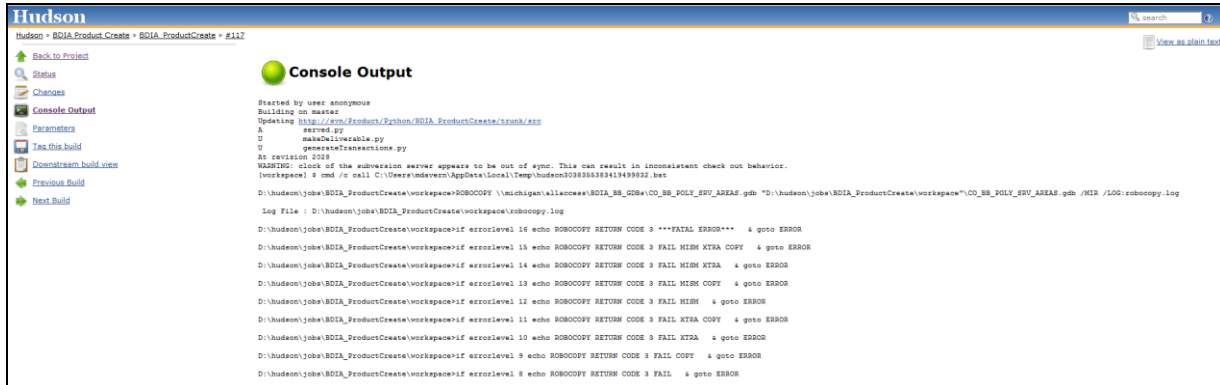 Hudson
search
Hudson » BDIA Product Create » BDIA_ProductCreate » #117
View as plain text
Back to Project
Status
Changes
Console Output
Parameters
Tag this build
Downstream build view
Previous Build
Next Build
Console Output
Started by user anonymous
Building on master
Updating http://svm/Product/Python/BDIA_ProductCreate/trunk/src
A served.py
U makeDeliverable.py
U generateTransactions.py
At revision 2028
WARNING: clock of the subversion server appears to be out of sync. This can result in inconsistent check out behavior.
[workspace] $ cmd /c call C:\Users\mdavern\AppData\Local\Temp\hudson3038355383419499832.bat
D:\hudson\jobs\BDIA_ProductCreate\workspace>ROBOCOPY \\michigan\allaccess\BDIA_BB_GDBs\CO_BB_POLY_SRV_AREAS.gdb "D:\hudson\jobs\BDIA_ProductCreate\workspace"\CO_BB_POLY_SRV_AREAS.gdb /MIR /LOG:robocopy.log
Log File : D:\hudson\jobs\BDIA_ProductCreate\workspace\robocopy.log
D:\hudson\jobs\BDIA_ProductCreate\workspace>if errorlevel 16 echo ROBOCOPY RETURN CODE 3 ***FATAL ERROR*** & goto ERROR
D:\hudson\jobs\BDIA_ProductCreate\workspace>if errorlevel 15 echo ROBOCOPY RETURN CODE 3 FAIL MISM XTRA COPY & goto ERROR
D:\hudson\jobs\BDIA_ProductCreate\workspace>if errorlevel 14 echo ROBOCOPY RETURN CODE 3 FAIL MISM XTRA & goto ERROR
D:\hudson\jobs\BDIA_ProductCreate\workspace>if errorlevel 13 echo ROBOCOPY RETURN CODE 3 FAIL MISM COPY & goto ERROR
D:\hudson\jobs\BDIA_ProductCreate\workspace>if errorlevel 12 echo ROBOCOPY RETURN CODE 3 FAIL MISM & goto ERROR
D:\hudson\jobs\BDIA_ProductCreate\workspace>if errorlevel 11 echo ROBOCOPY RETURN CODE 3 FAIL XTRA COPY & goto ERROR
D:\hudson\jobs\BDIA_ProductCreate\workspace>if errorlevel 10 echo ROBOCOPY RETURN CODE 3 FAIL XTRA & goto ERROR
D:\hudson\jobs\BDIA_ProductCreate\workspace>if errorlevel 9 echo ROBOCOPY RETURN CODE 3 FAIL COPY & goto ERROR
D:\hudson\jobs\BDIA_ProductCreate\workspace>if errorlevel 8 echo ROBOCOPY RETURN CODE 3 FAIL & goto ERROR